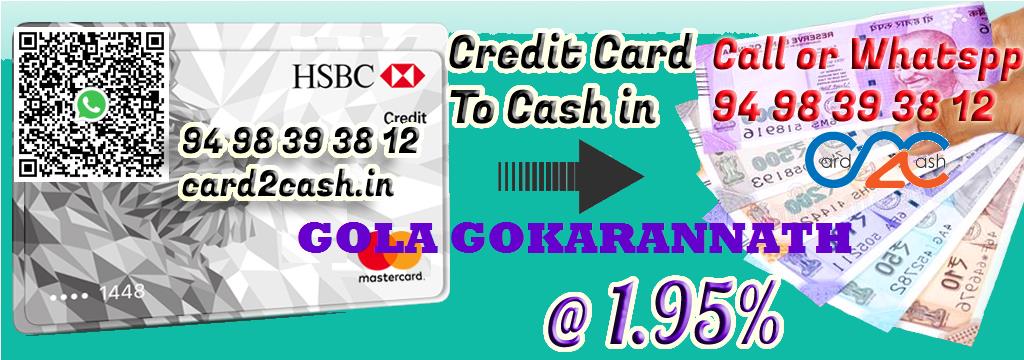 HSBC
Credit
94 98 39 38 12
card2cash.in
mastercard.
1448
Credit Card
To Cash in
GOLA GOKARANNATH
@ 1.95%
Call or Whatspp
94 98 39 38 12
Card 2 Cash